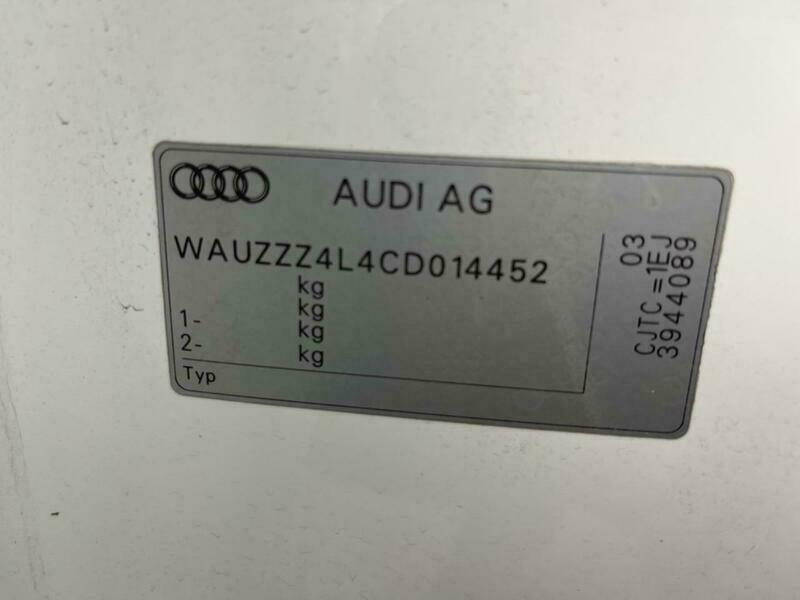 AUDI AG
WAUZZZ4L4CD014452
kg
kg
1- kg
2- kg
Typ
03
CJTC =1EJ
3944089